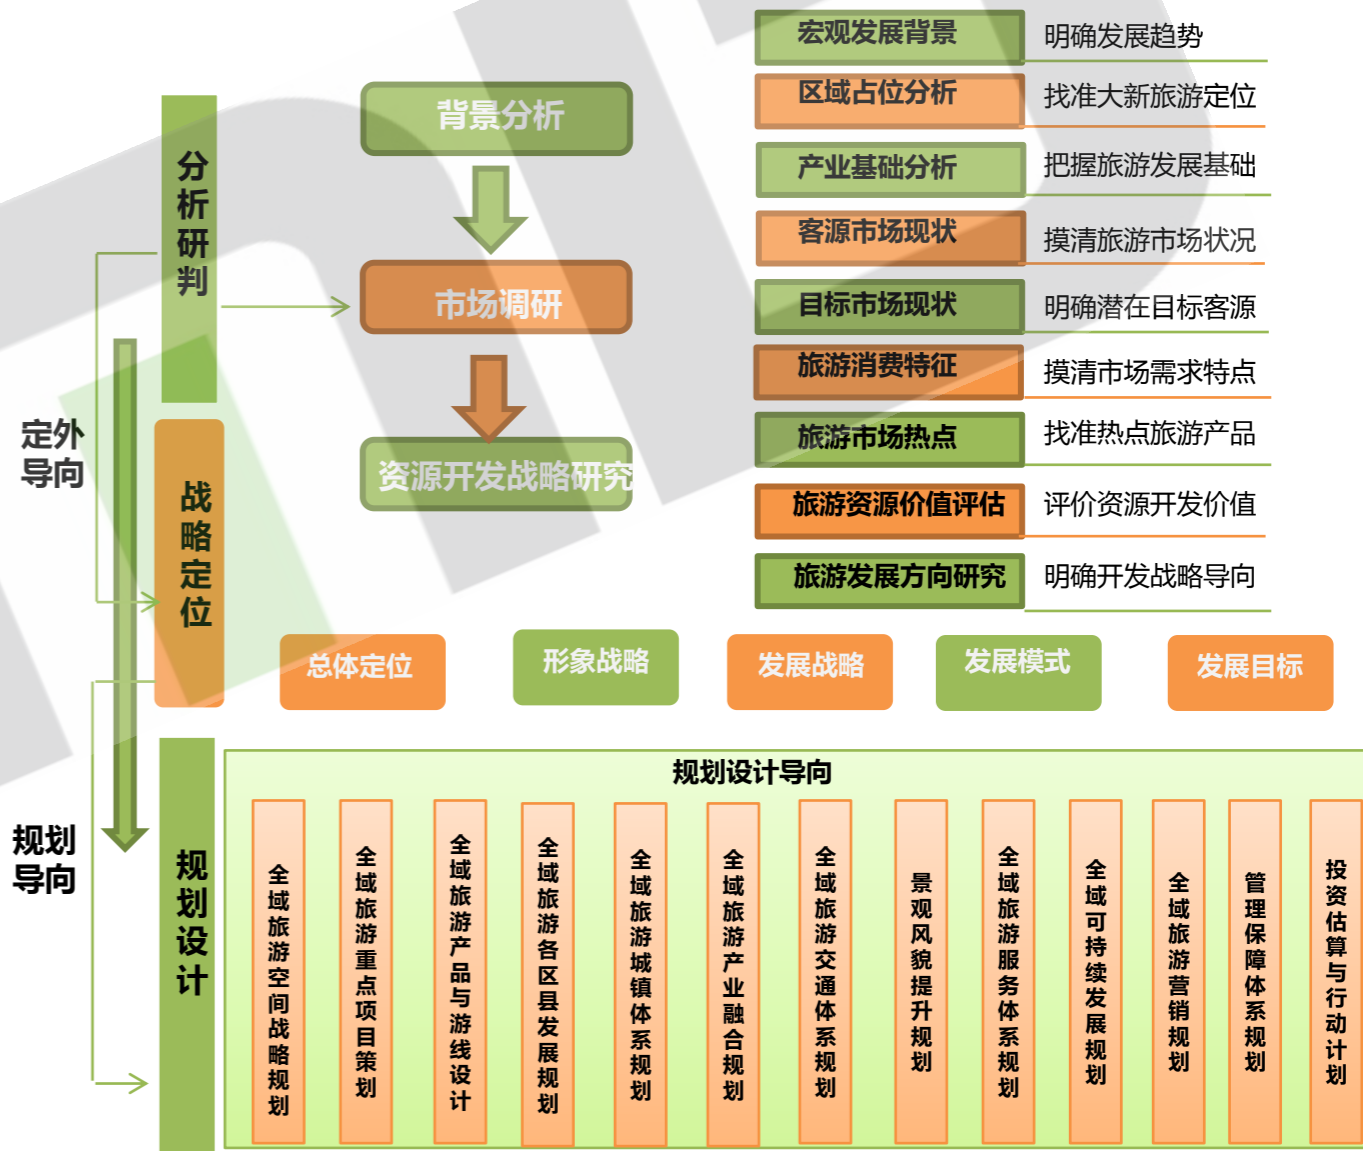 宏观发展背景
明确发展趋势
区域占位分析
找准大新旅游定位
产业基础分析
把握旅游发展基础
客源市场现状
摸清旅游市场状况
目标市场现状
明确潜在目标客源
旅游消费特征
摸清市场需求特点
旅游市场热点
找准热点旅游产品
旅游资源价值评估
评价资源开发价值
旅游发展方向研究
明确开发战略导向
分析研判
背景分析
市场调研
资源开发战略研究
定外
导向
战略定位
总体定位
形象战略
发展战略
发展模式
发展目标
规划
导向
规划设计
规划设计导向
全域旅游空间战略规划
全域旅游重点项目策划
全域旅游产品与游线设计
全域旅游各区县发展规划
全域旅游城镇体系规划
全域旅游产业融合规划
全域旅游交通体系规划
景观风貌提升规划
全域旅游服务体系规划
全域可持续发展规划
全域旅游营销规划
管理保障体系规划
投资估算与行动计划